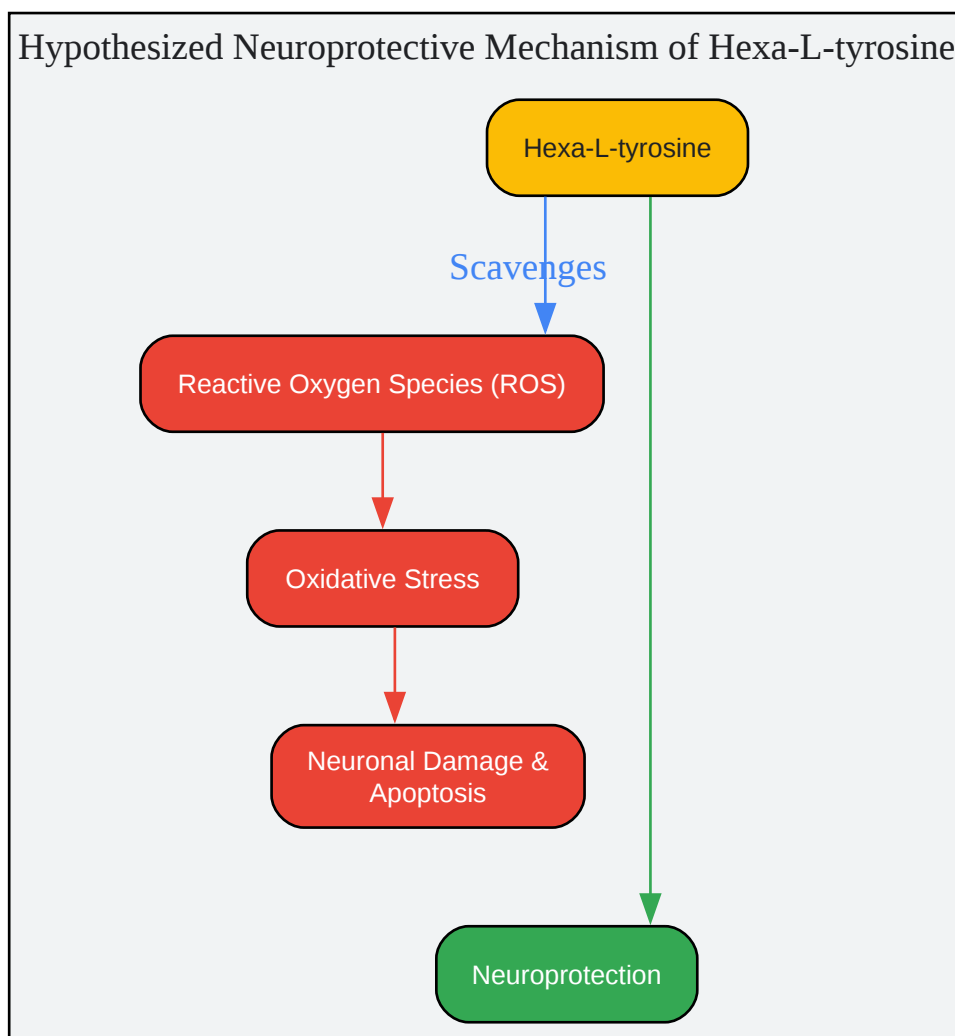 Hypothesized Neuroprotective Mechanism of Hexa-L-tyrosine
Hexa-L-tyrosine
Scavenges
Reactive Oxygen Species (ROS)
Oxidative Stress
Neuronal Damage &
Apoptosis
Neuroprotection